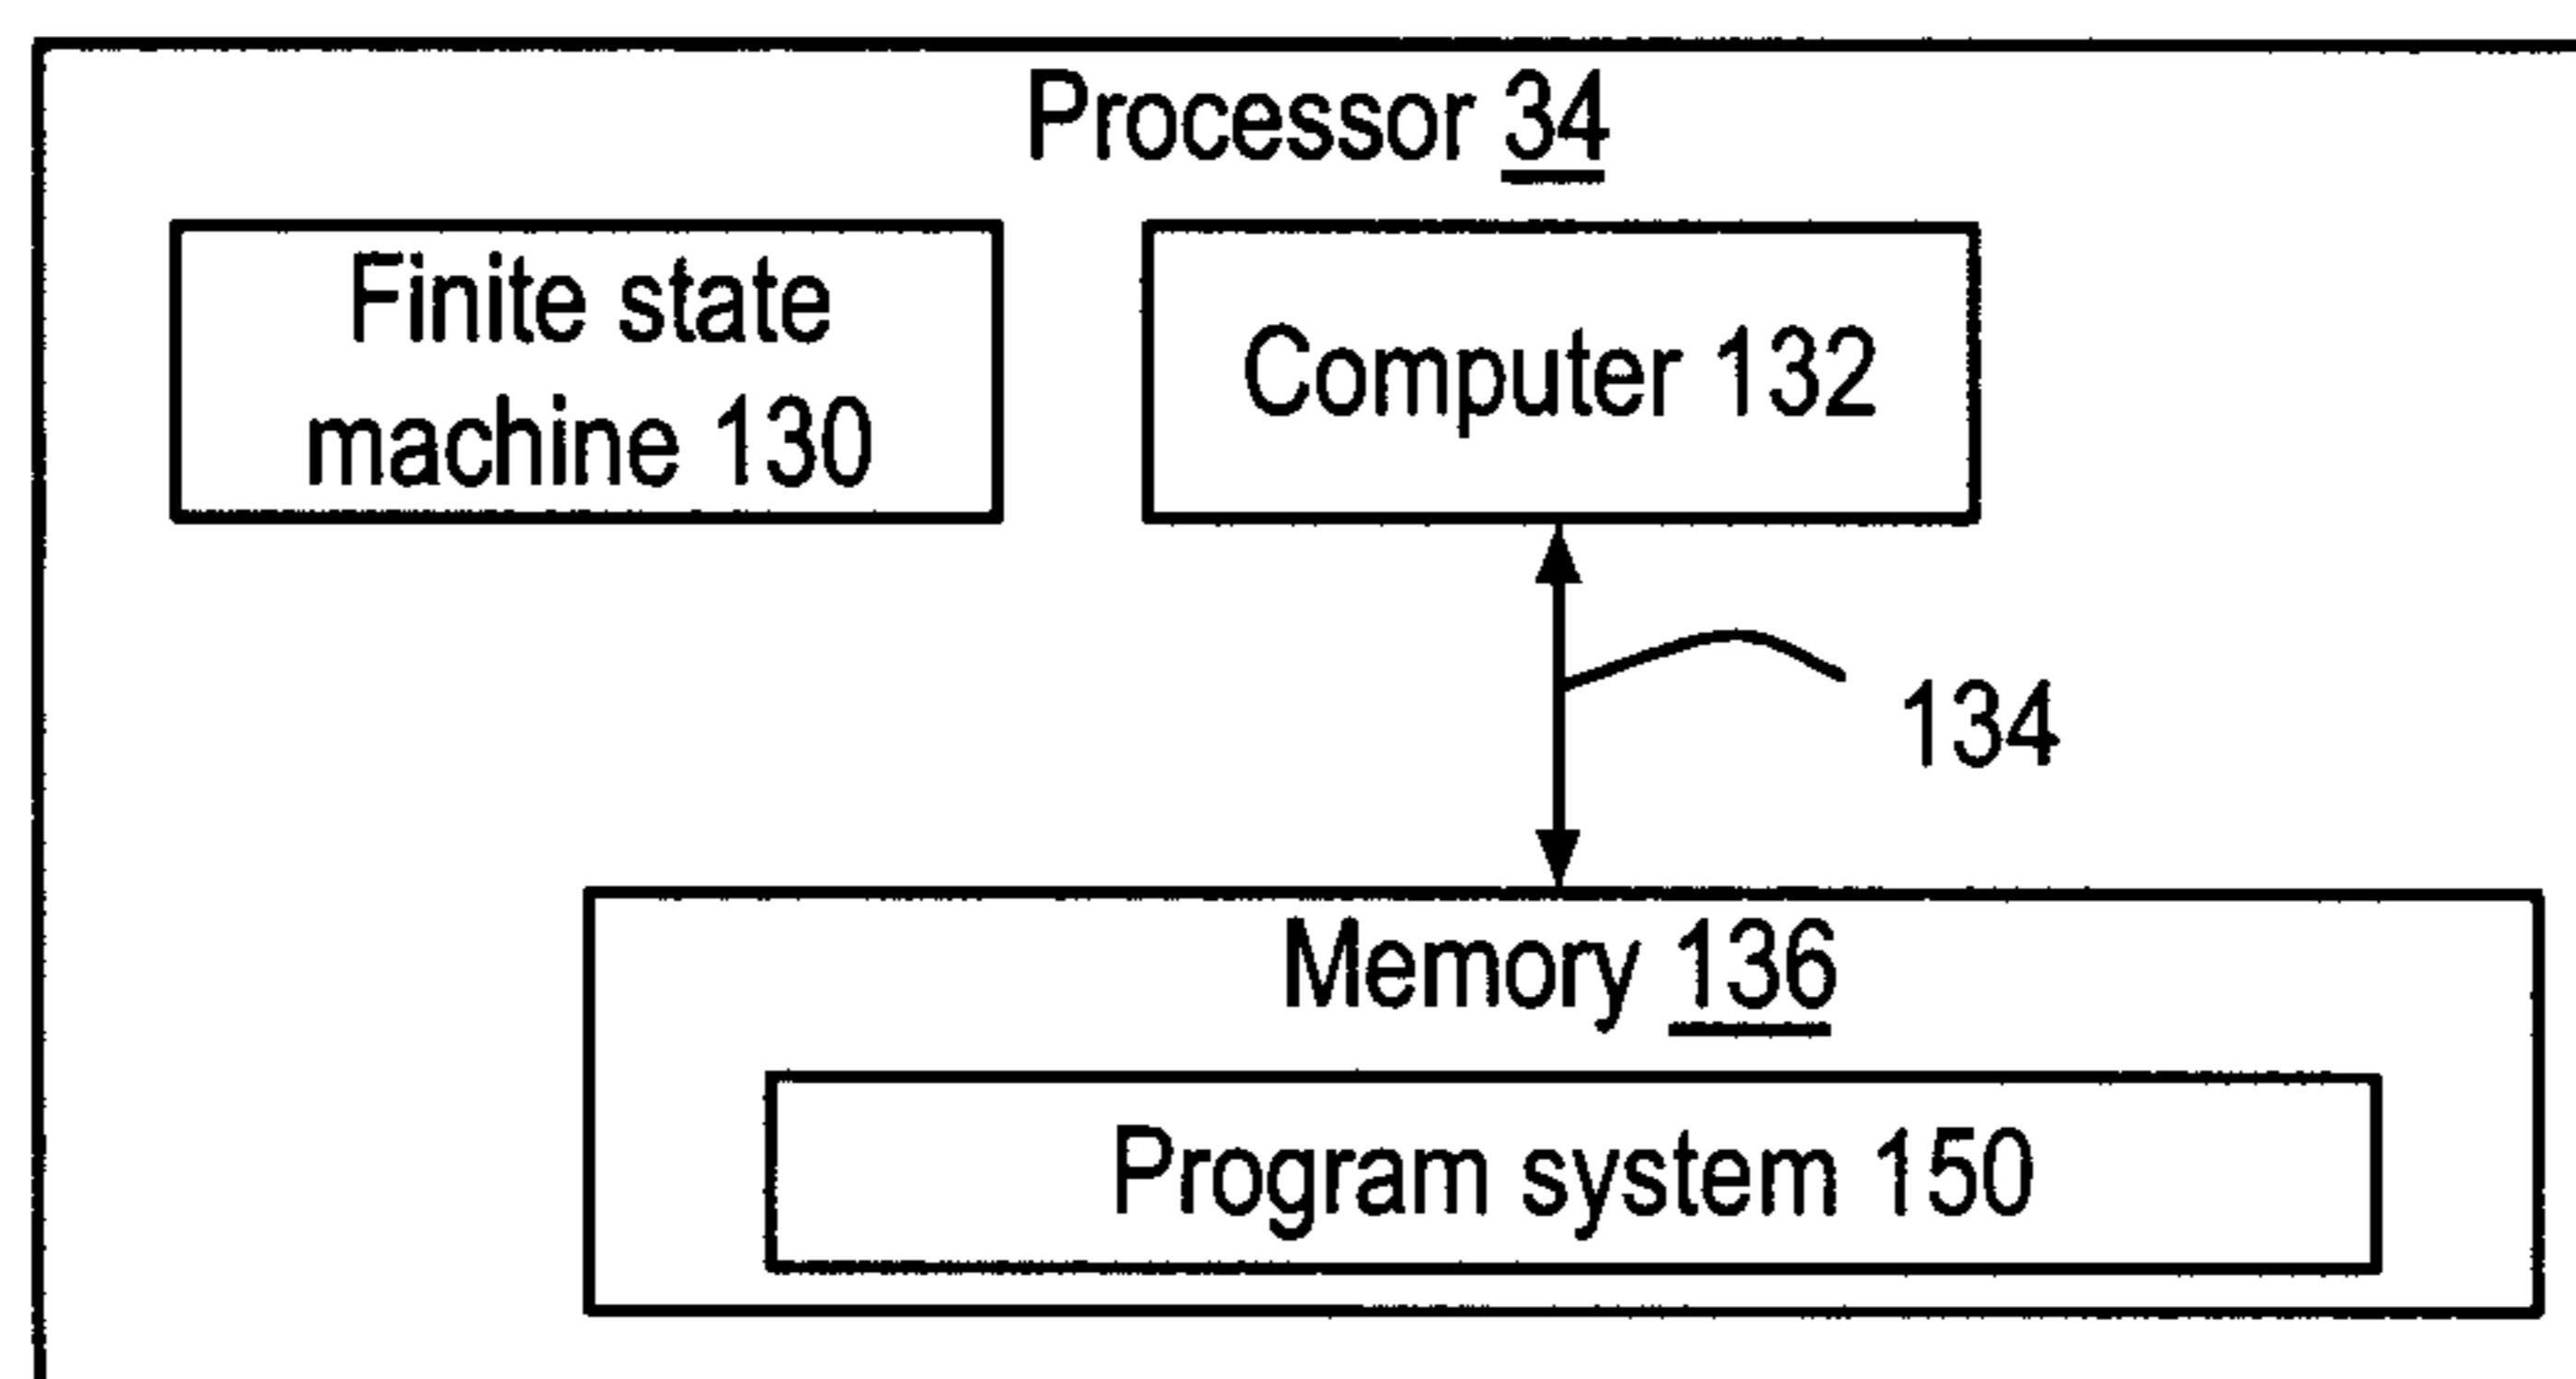 Processor 34
Finite state
machine 130
Computer 132
134
Memory 136
Program system 150